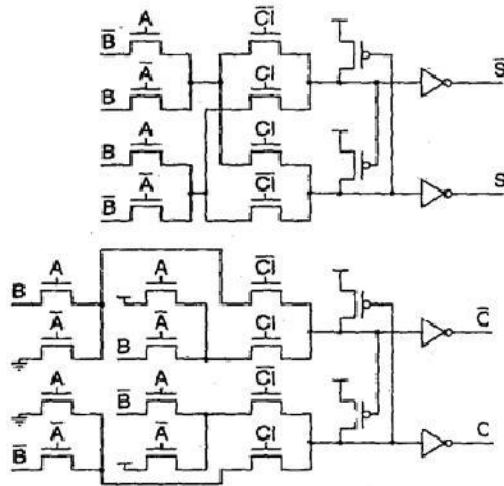 A C̅I̅
B̅ S̅
A̅ CI
B
A CI
B
A̅ C̅I̅ S
B̅
A A C̅I̅
B C̅
A̅ B A̅ CI
A B̅ A C̅I̅
B̅ A̅ A̅ CI C